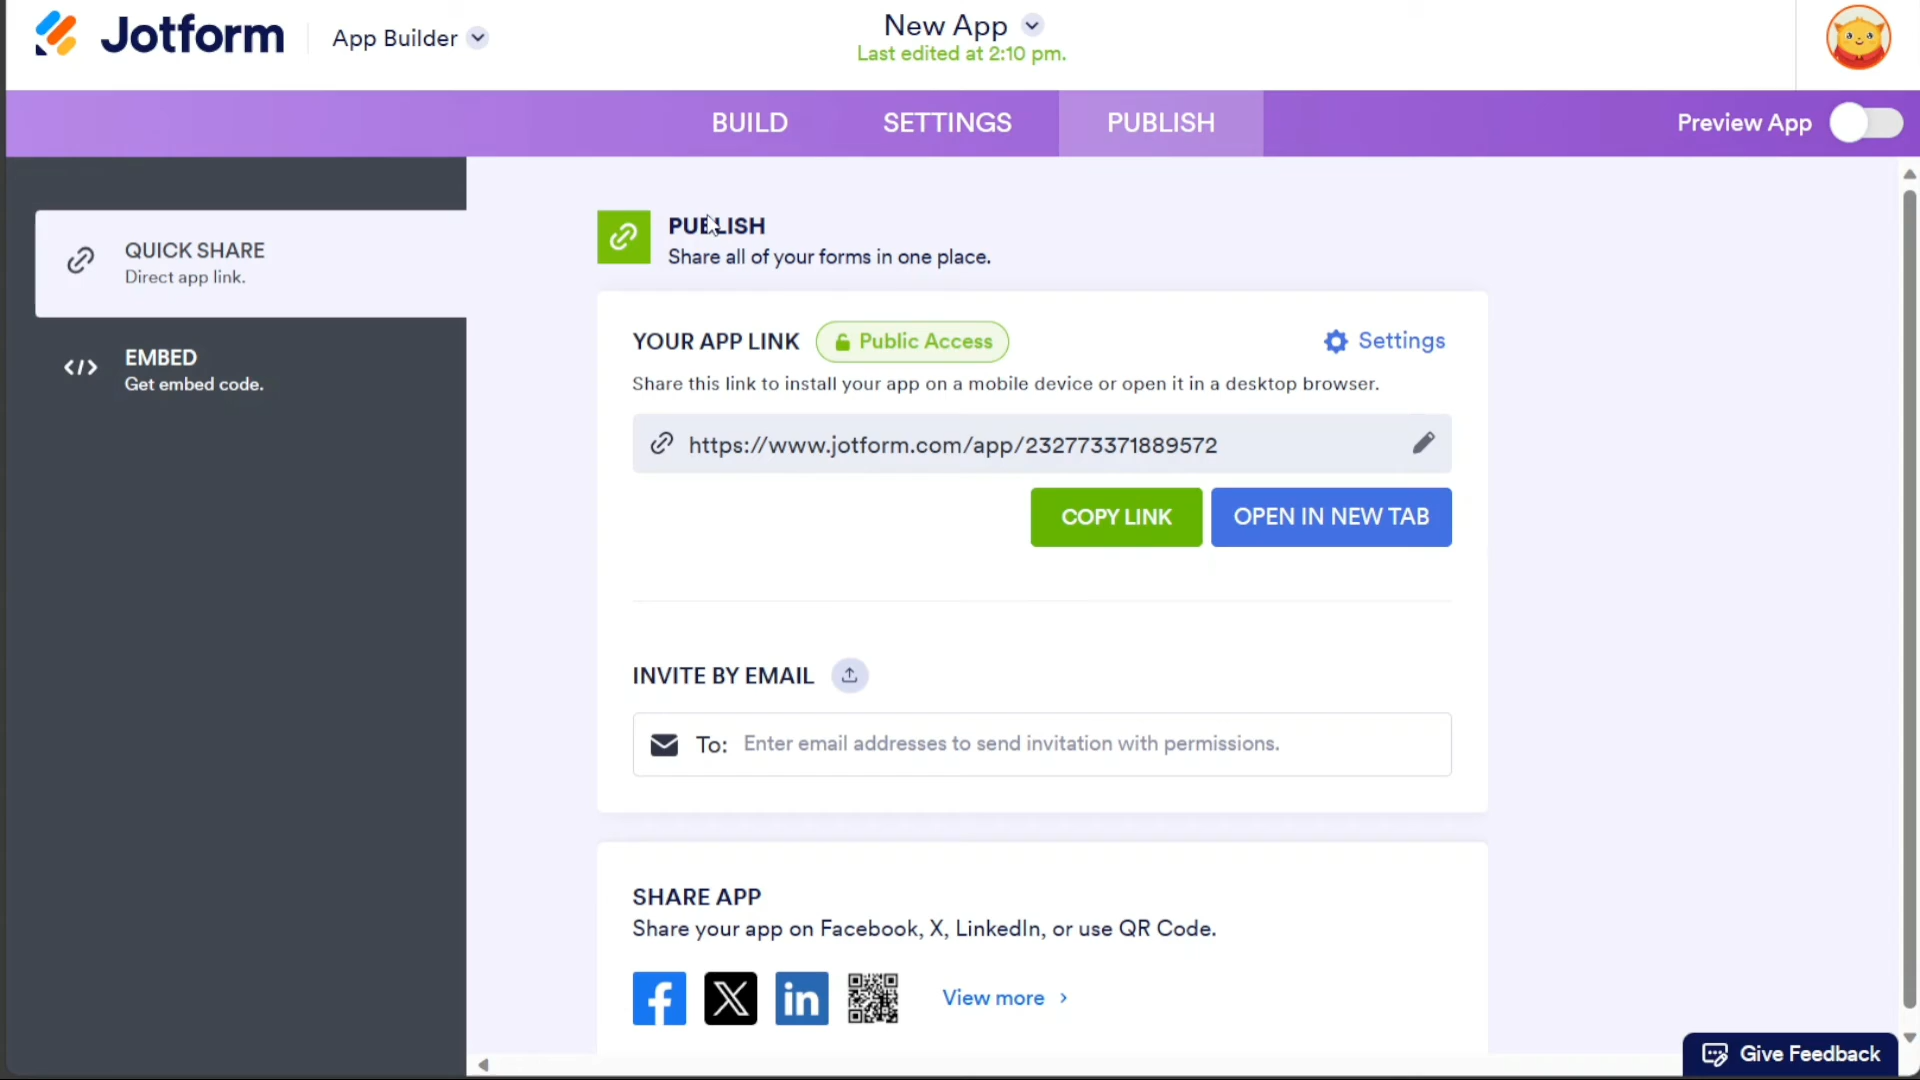 Jotform
App Builder
New App
Last edited at 2:10 pm.
BUILD
SETTINGS
PUBLISH
Preview App
QUICK SHARE
Direct app link.
EMBED
Get embed code.
PUBLISH
Share all of your forms in one place.
YOUR APP LINK
Public Access
Settings
Share this link to install your app on a mobile device or open it in a desktop browser.
https://www.jotform.com/app/232773371889572
COPY LINK
OPEN IN NEW TAB
INVITE BY EMAIL
To: Enter email addresses to send invitation with permissions.
SHARE APP
Share your app on Facebook, X, LinkedIn, or use QR Code.
View more
Give Feedback